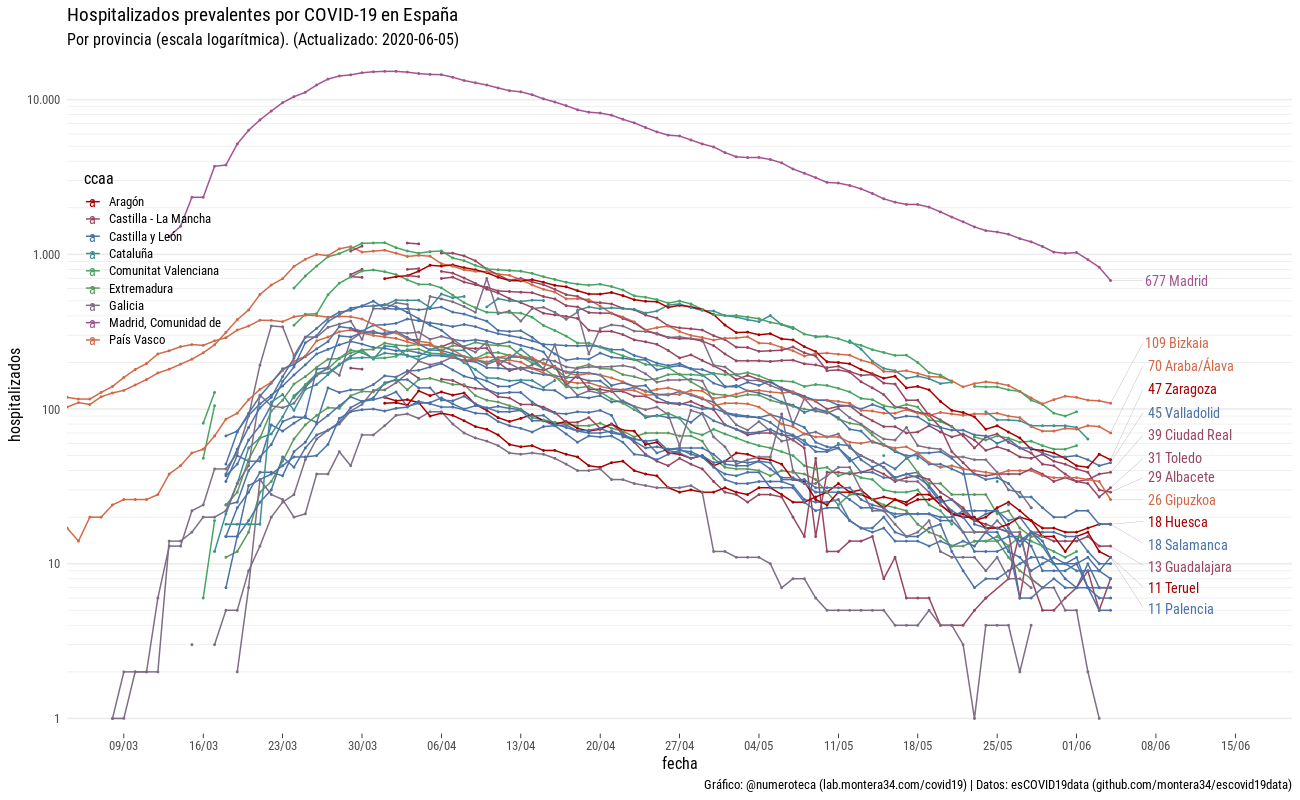 Hospitalizados prevalentes por COVID-19 en España
Por provincia (escala logarítmica). (Actualizado: 2020-06-05)
hospitalizados
10.000
1.000
100
10
1
ccaa
Aragón
Castilla - La Mancha
Castilla y León
Cataluña
Comunitat Valenciana
Extremadura
Galicia
Madrid, Comunidad de
País Vasco
677 Madrid
109 Bizkaia
70 Araba/Álava
47 Zaragoza
45 Valladolid
39 Ciudad Real
31 Toledo
29 Albacete
26 Gipuzkoa
18 Huesca
18 Salamanca
13 Guadalajara
11 Teruel
11 Palencia
09/03 16/03 23/03 30/03 06/04 13/04 20/04 27/04 04/05 11/05 18/05 25/05 01/06 08/06 15/06
fecha
Gráfico: @numeroteca (lab.montera34.com/covid19) | Datos: esCOVID19data (github.com/montera34/escovid19data)